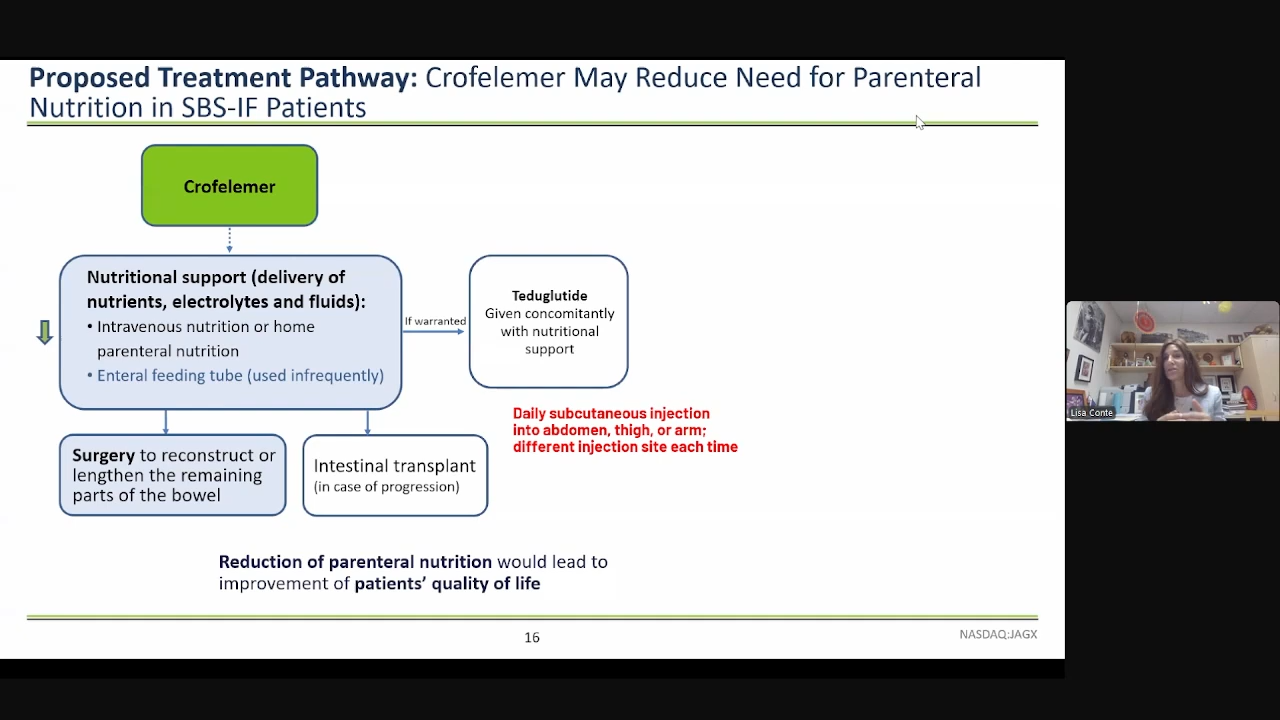 Proposed Treatment Pathway: Crofelemer May Reduce Need for Parenteral
Nutrition in SBS-IF Patients
Crofelemer
Nutritional support (delivery of
nutrients, electrolytes and fluids):
• Intravenous nutrition or home
parenteral nutrition
• Enteral feeding tube (used infrequently)
If warranted
Teduglutide
Given concomitantly
with nutritional
support
Daily subcutaneous injection
into abdomen, thigh, or arm;
different injection site each time
Surgery to reconstruct or
lengthen the remaining
parts of the bowel
Intestinal transplant
(in case of progression)
Reduction of parenteral nutrition would lead to
improvement of patients’ quality of life
16
NASDAQ:JAGX
Lisa Conte